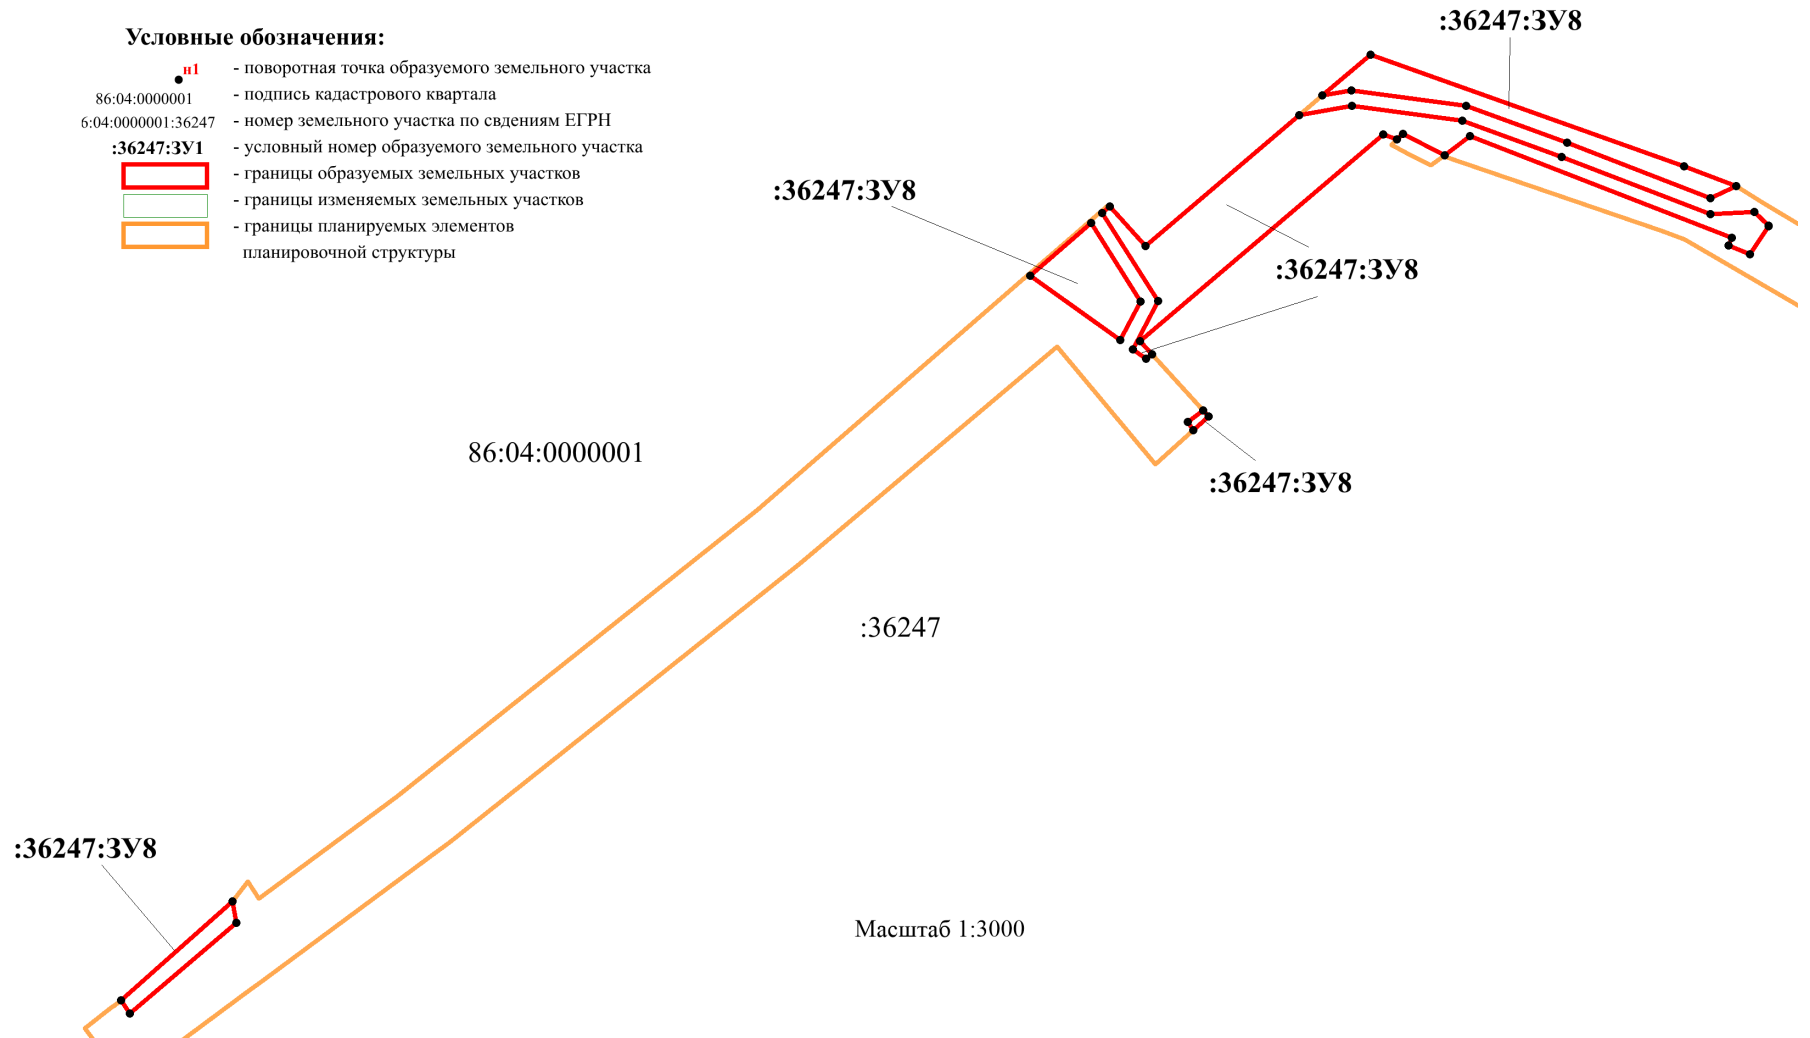 Условные обозначения:
н1
- поворотная точка образуемого земельного участка
86:04:0000001
- подпись кадастрового квартала
6:04:0000001:36247
- номер земельного участка по свдениям ЕГРН
:36247:ЗУ1
- условный номер образуемого земельного участка
- границы образуемых земельных участков
- границы изменяемых земельных участков
- границы планируемых элементов
планировочной структуры
:36247:ЗУ8
:36247:ЗУ8
:36247:ЗУ8
86:04:0000001
:36247:ЗУ8
:36247
:36247:ЗУ8
Масштаб 1:3000